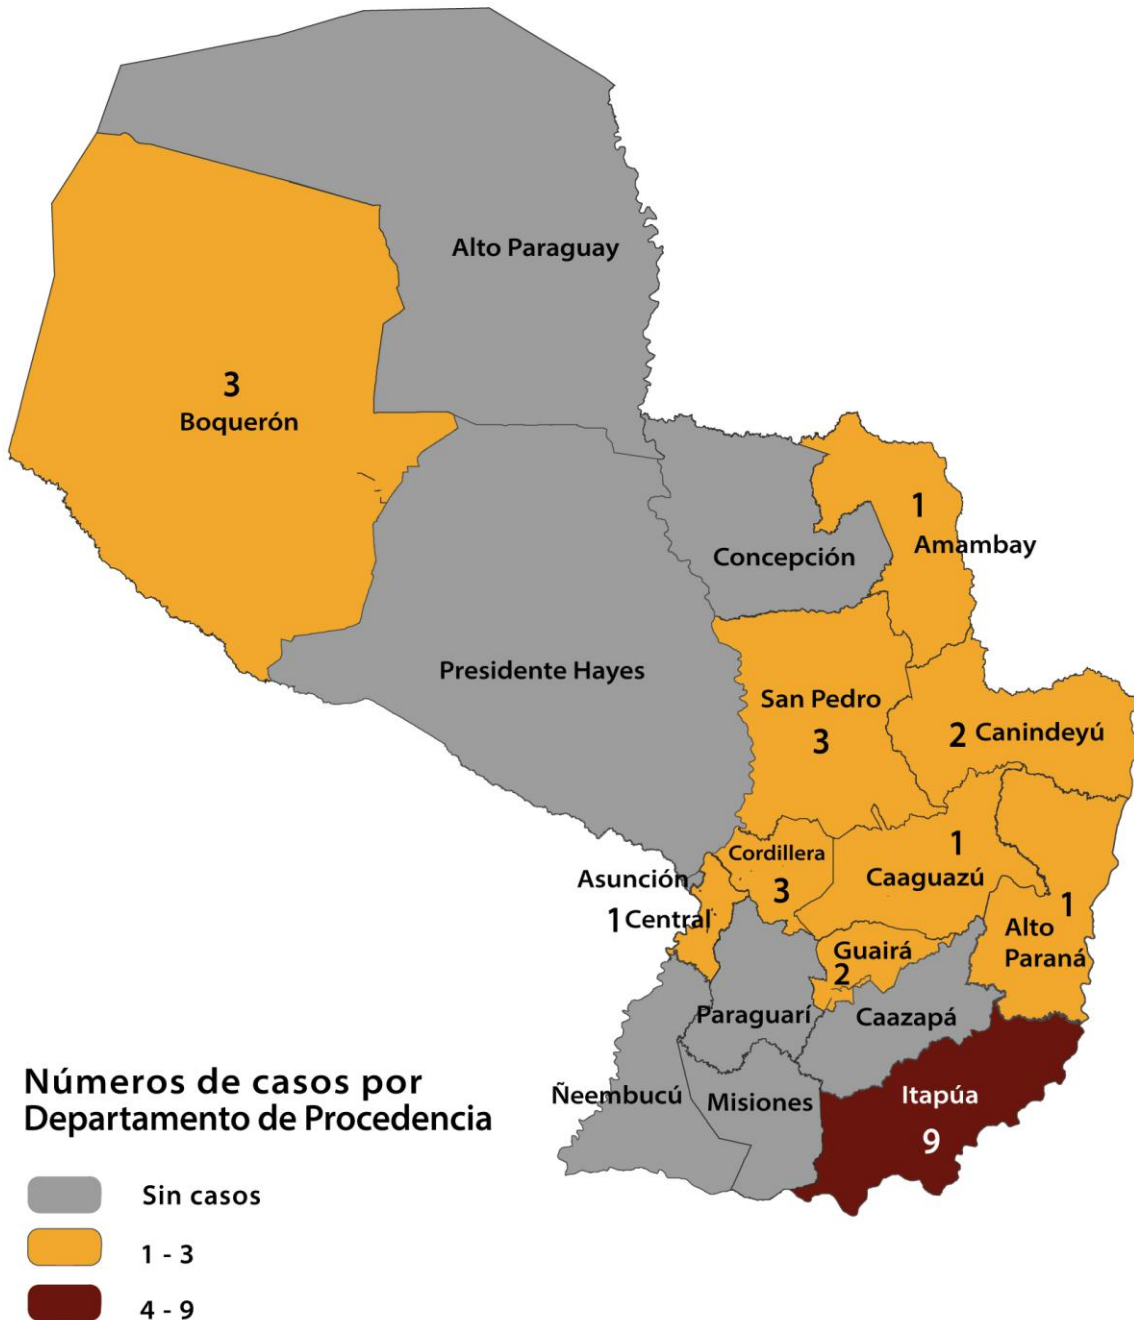 Alto Paraguay
3
Boquerón
1
Amambay
Concepción
Presidente Hayes
San Pedro
3
2 Canindeyú
Cordillera
3
1
Caaguazú
Asunción
1 Central
1
Alto
Paraná
Guairá
2
Paraguarí
Caazapá
Ñeembucú
Misiones
Itapúa
9
Números de casos por
Departamento de Procedencia
Sin casos
1 - 3
4 - 9